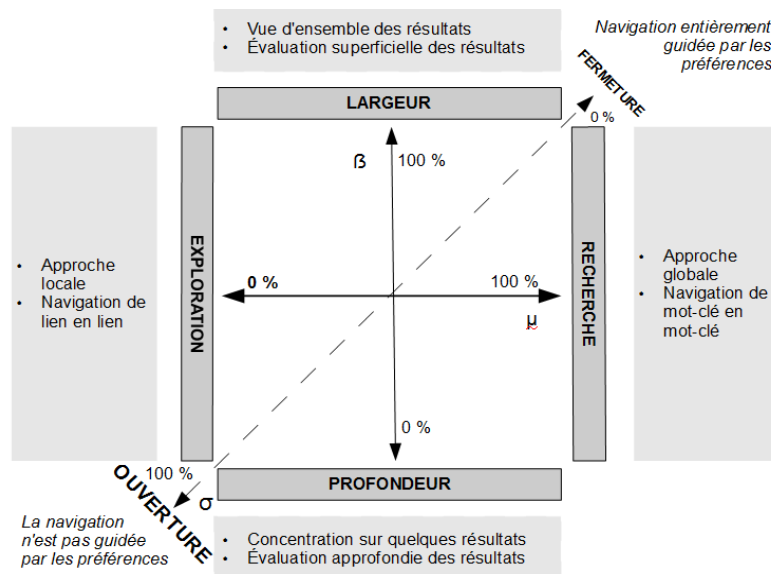 • Vue d'ensemble des résultats
• Évaluation superficielle des résultats
Navigation entièrement
guidée par les
préférences
FERMETURE
0 %
LARGEUR
ß
100 %
• Approche
locale
• Navigation de
lien en lien
EXPLORATION
0 %
100 %
µ
RECHERCHE
• Approche
globale
• Navigation de
mot-clé en
mot-clé
0 %
100 %
OUVERTURE
σ
PROFONDEUR
La navigation
n'est pas guidée
par les préférences
• Concentration sur quelques résultats
• Évaluation approfondie des résultats